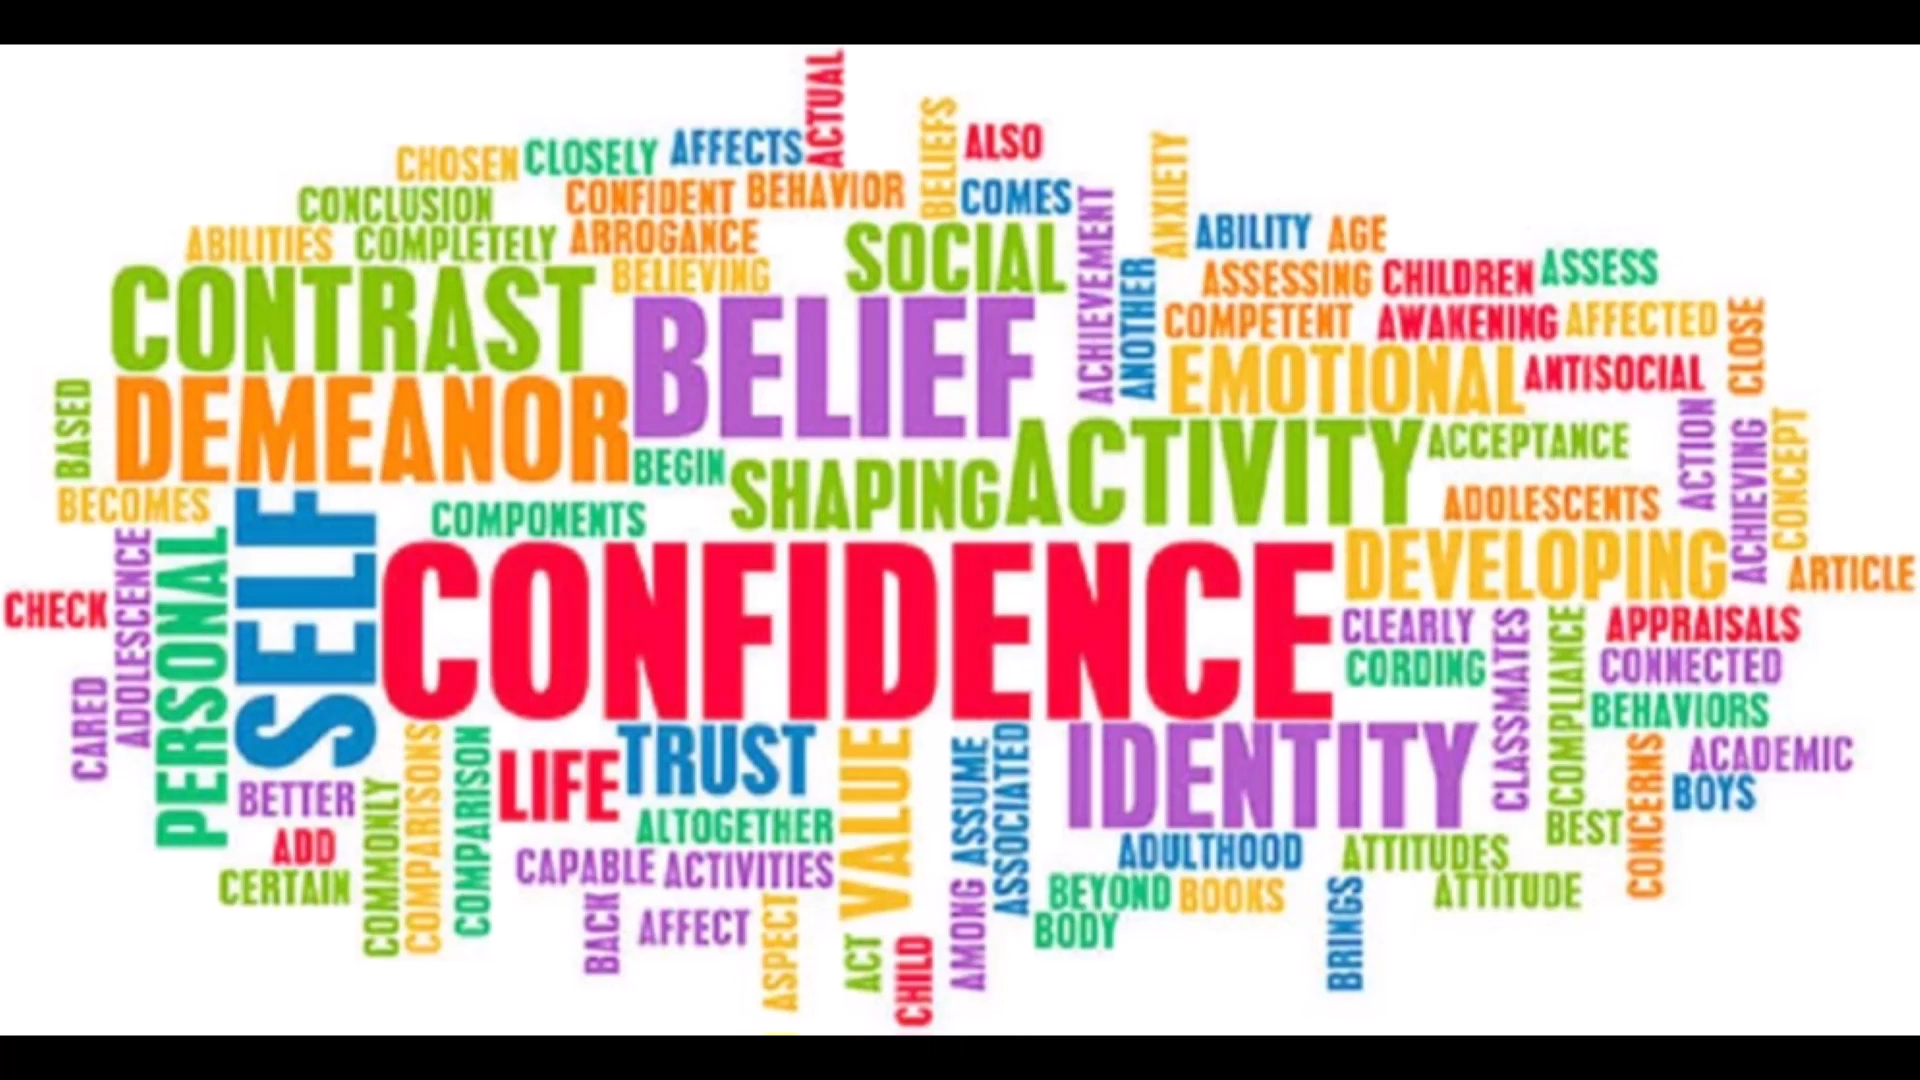 ACTUAL
BELIEFS
ALSO
CHOSEN CLOSELY AFFECTS
ANXIETY
CONCLUSION CONFIDENT BEHAVIOR COMES
ACHIEVEMENT
ABILITIES COMPLETELY ARROGANCE SOCIAL ABILITY AGE
BELIEVING
ANOTHER
ASSESSING CHILDREN ASSESS
CONTRAST BELIEF COMPETENT AWAKENING AFFECTED
CLOSE
EMOTIONAL ANTISOCIAL
BASED
DEMEANOR
BEGIN SHAPING ACTIVITY ACCEPTANCE
ACTION
ACHIEVING
CONCEPT
BECOMES
SELF
COMPONENTS
ADOLESCENTS
CHECK
ADOLESCENCE
PERSONAL
CONFIDENCE DEVELOPING ARTICLE
CLEARLY
CLASSMATES
COMPLIANCE
APPRAISALS
CORDING
CONNECTED
CARED
BEHAVIORS
BETTER
COMMONLY
COMPARISONS
COMPARISON
LIFE TRUST
VALUE
ASSUME
ASSOCIATED
IDENTITY
CONCERNS
ACADEMIC
BOYS
ADD
ALTOGETHER
BEST
CERTAIN
CAPABLE ACTIVITIES
ADULTHOOD ATTITUDES
BACK
AFFECT
ASPECT
ACT
CHILD
AMONG
BEYOND BOOKS
BRINGS
ATTITUDE
BODY